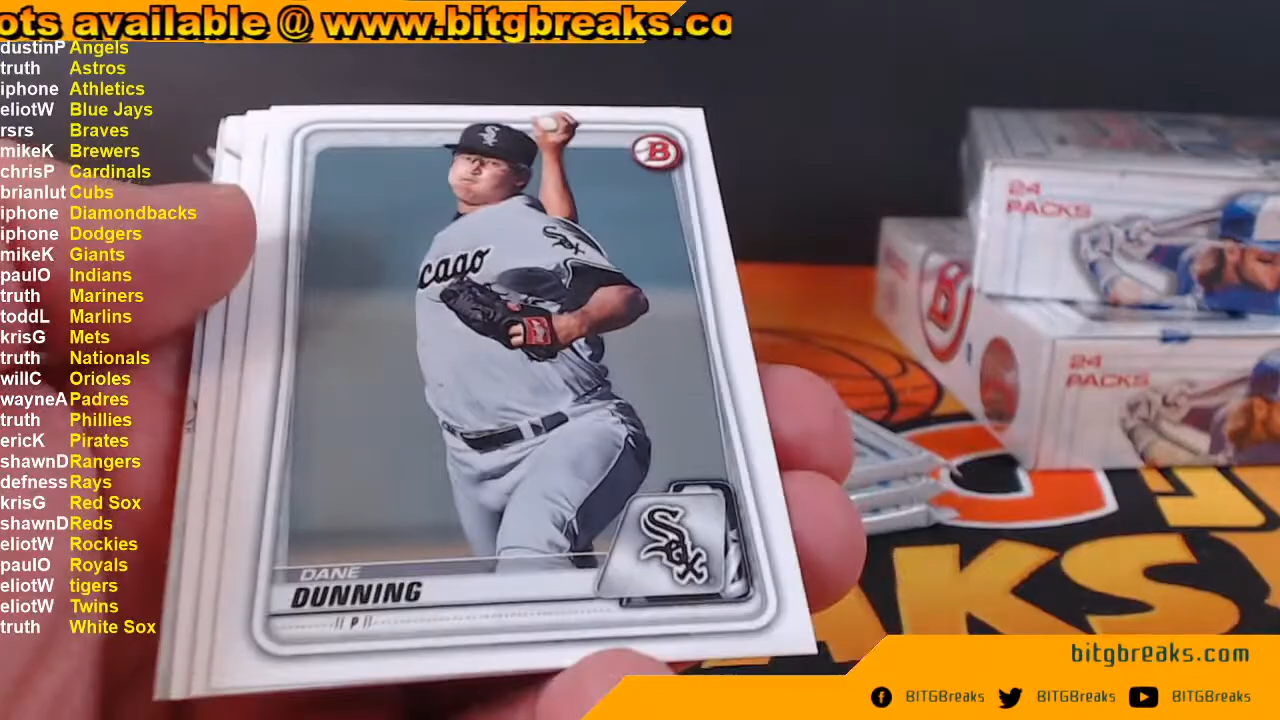 ots available @ www.bitgbreaks.co
dustinP Angels
truth Astros
iphone Athletics
eliotW Blue Jays
rsrs Braves
mikeK Brewers
chrisP Cardinals
brianlut Cubs
iphone Diamondbacks
iphone Dodgers
mikeK Giants
paulO Indians
truth Mariners
toddL Marlins
krisG Mets
truth Nationals
willC Orioles
wayneA Padres
truth Phillies
ericK Pirates
shawnD Rangers
defness Rays
krisG Red Sox
shawnD Reds
eliotW Rockies
paulO Royals
eliotW tigers
eliotW Twins
truth White Sox
B
Sox
Sox
cago
Sox
DANE
DUNNING
P
24
PACKS
B
24
PACKS
AKS
bitgbreaks.com
BITGBreaks BITGBreaks BITGBreaks